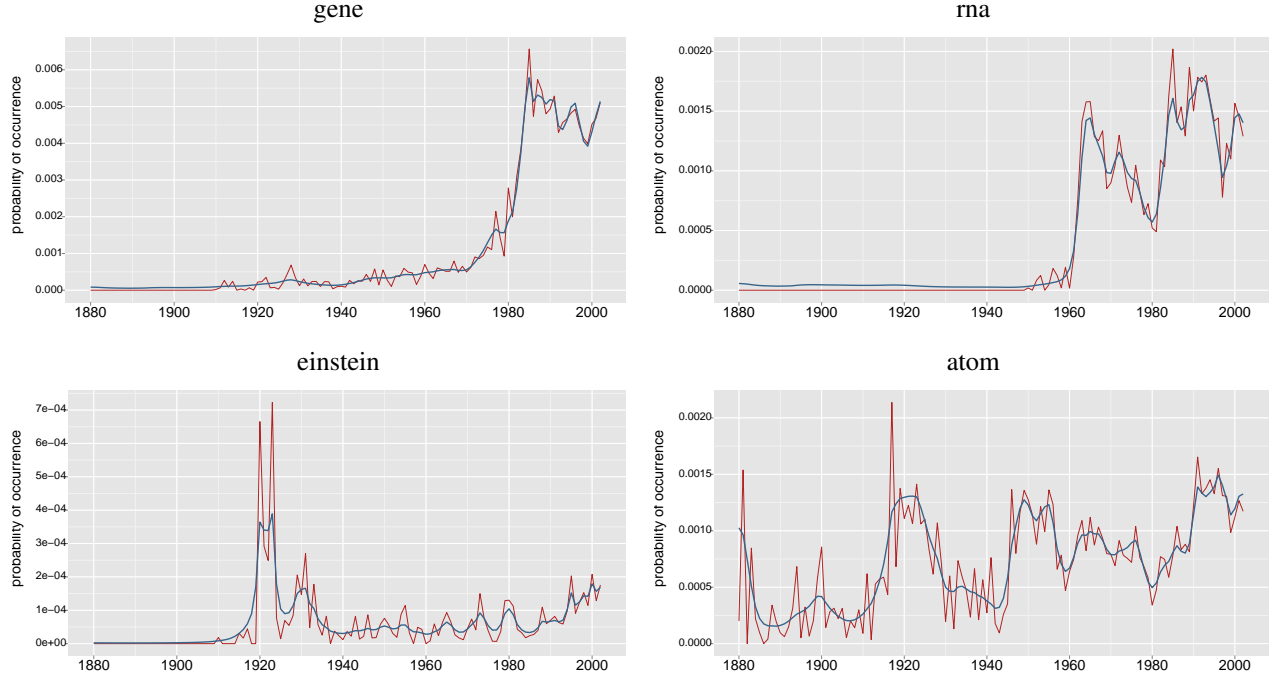 gene
probability of occurrence
0.006
0.005
0.004
0.003
0.002
0.001
0.000
1880 1900 1920 1940 1960 1980 2000
rna
probability of occurrence
0.0020
0.0015
0.0010
0.0005
0.0000
1880 1900 1920 1940 1960 1980 2000
einstein
probability of occurrence
7e−04
6e−04
5e−04
4e−04
3e−04
2e−04
1e−04
0e+00
1880 1900 1920 1940 1960 1980 2000
atom
probability of occurrence
0.0020
0.0015
0.0010
0.0005
0.0000
1880 1900 1920 1940 1960 1980 2000